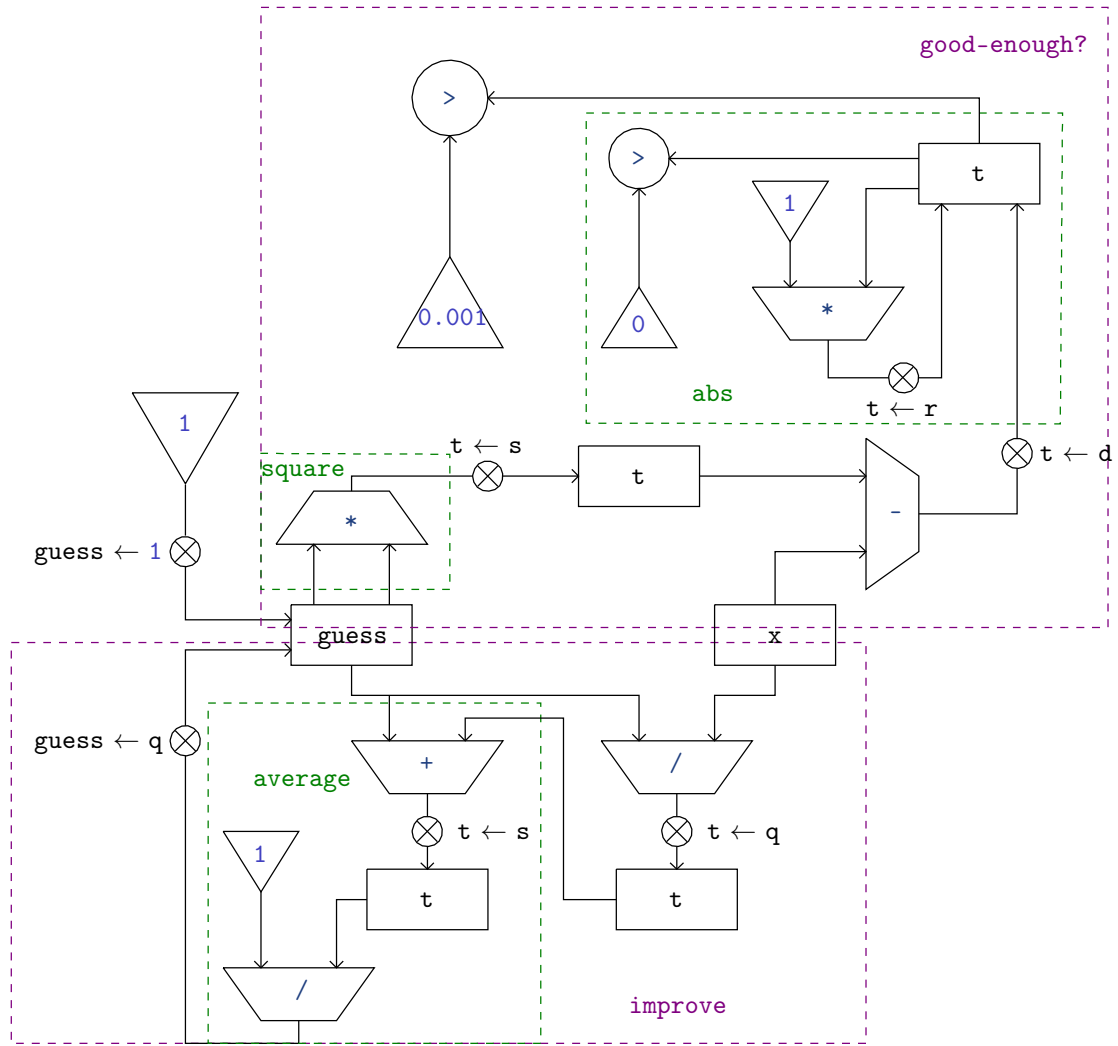 good-enough?
>
>
t
1
0.001
0
*
abs
t ← r
1
t ← s
t ← d
square
t
*
-
guess ← 1
guess
x
guess ← q
+
/
average
t ← s
t ← q
1
t
t
/
improve